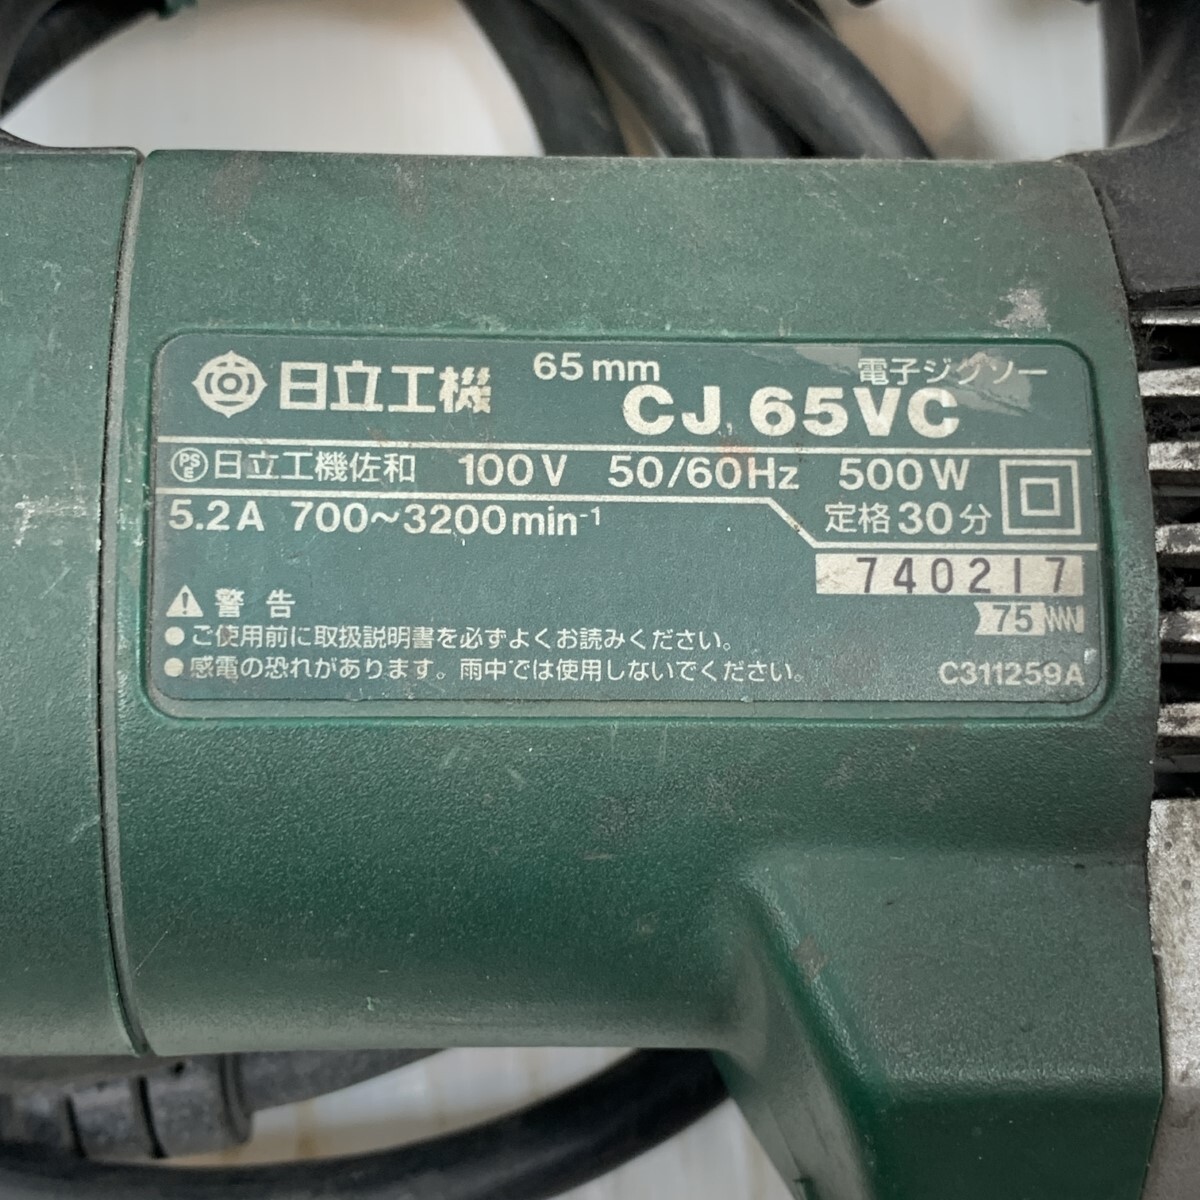 日立工機 65mm 電子ジグソー
CJ 65VC
PSE 日立工機佐和 100V 50/60Hz 500W
5.2A 700~3200min-1 定格30分
740217
75
警告
●ご使用前に取扱説明書を必ずよくお読みください。
●感電の恐れがあります。雨中では使用しないでください。
C311259A